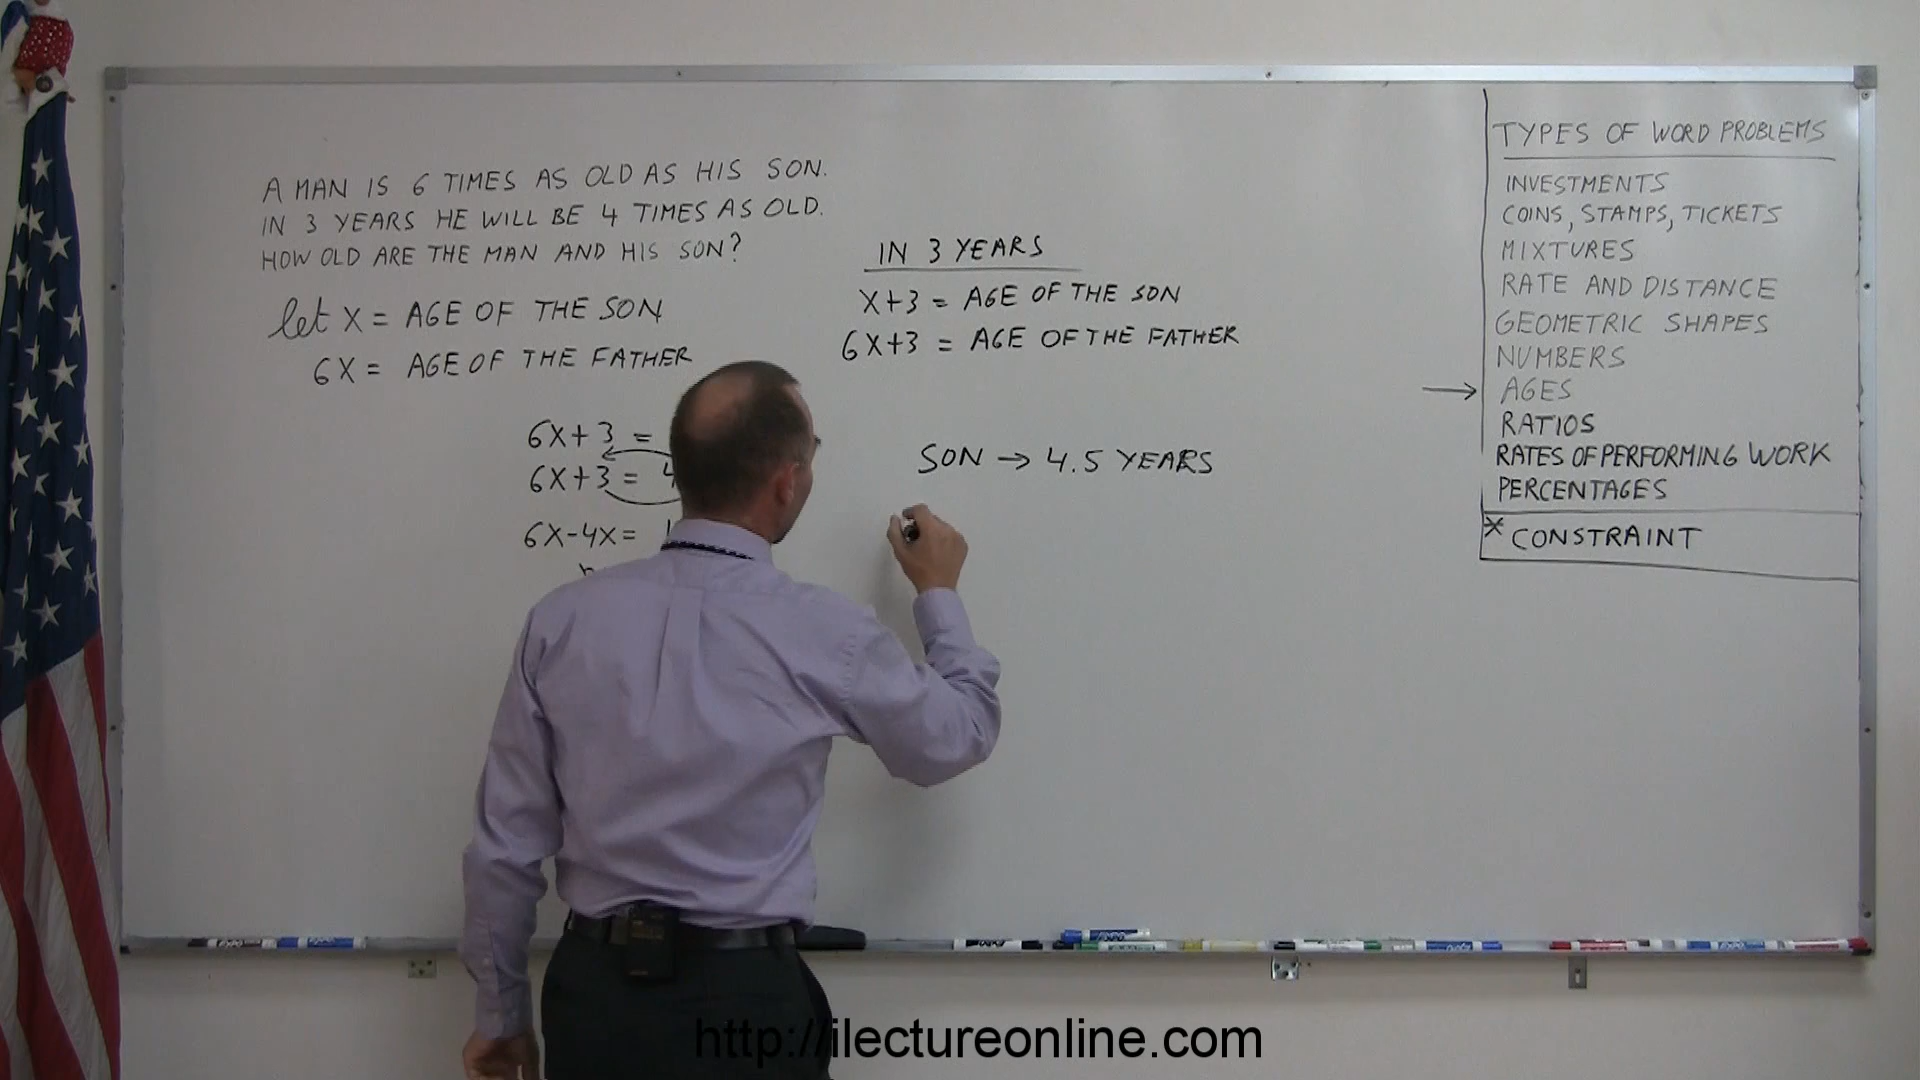 A MAN IS 6 TIMES AS OLD AS HIS SON.
IN 3 YEARS HE WILL BE 4 TIMES AS OLD.
HOW OLD ARE THE MAN AND HIS SON?
let X = AGE OF THE SON
6X = AGE OF THE FATHER
IN 3 YEARS
X+3 = AGE OF THE SON
6X+3 = AGE OF THE FATHER
6X+3 =
6X+3 = 4
6X-4X=
SON → 4.5 YEARS
TYPES OF WORD PROBLEMS
INVESTMENTS
COINS, STAMPS, TICKETS
MIXTURES
RATE AND DISTANCE
GEOMETRIC SHAPES
NUMBERS
→ AGES
RATIOS
RATES OF PERFORMING WORK
PERCENTAGES
* CONSTRAINT
http://ilectureonline.com